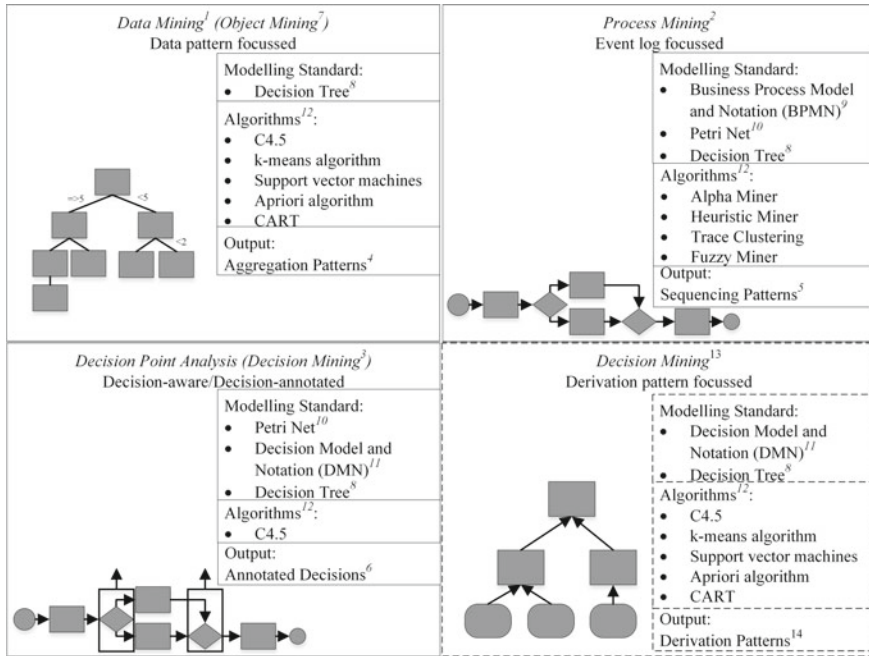 Data Mining¹ (Object Mining⁷)
Data pattern focussed
Modelling Standard:
• Decision Tree⁸
Algorithms¹²:
• C4.5
• k-means algorithm
• Support vector machines
• Apriori algorithm
• CART
Output:
Aggregation Patterns⁴
=>5
<5
<2
Process Mining²
Event log focussed
Modelling Standard:
• Business Process Model
and Notation (BPMN)⁹
• Petri Net¹⁰
• Decision Tree⁸
Algorithms¹²:
• Alpha Miner
• Heuristic Miner
• Trace Clustering
• Fuzzy Miner
Output:
Sequencing Patterns⁵
Decision Point Analysis (Decision Mining³)
Decision-aware/Decision-annotated
Modelling Standard:
• Petri Net¹⁰
• Decision Model and
Notation (DMN)¹¹
• Decision Tree⁸
Algorithms¹²:
• C4.5
Output:
Annotated Decisions⁶
Decision Mining¹³
Derivation pattern focussed
Modelling Standard:
• Decision Model and
Notation (DMN)¹¹
• Decision Tree⁸
Algorithms¹²:
• C4.5
• k-means algorithm
• Support vector machines
• Apriori algorithm
• CART
Output:
Derivation Patterns¹⁴